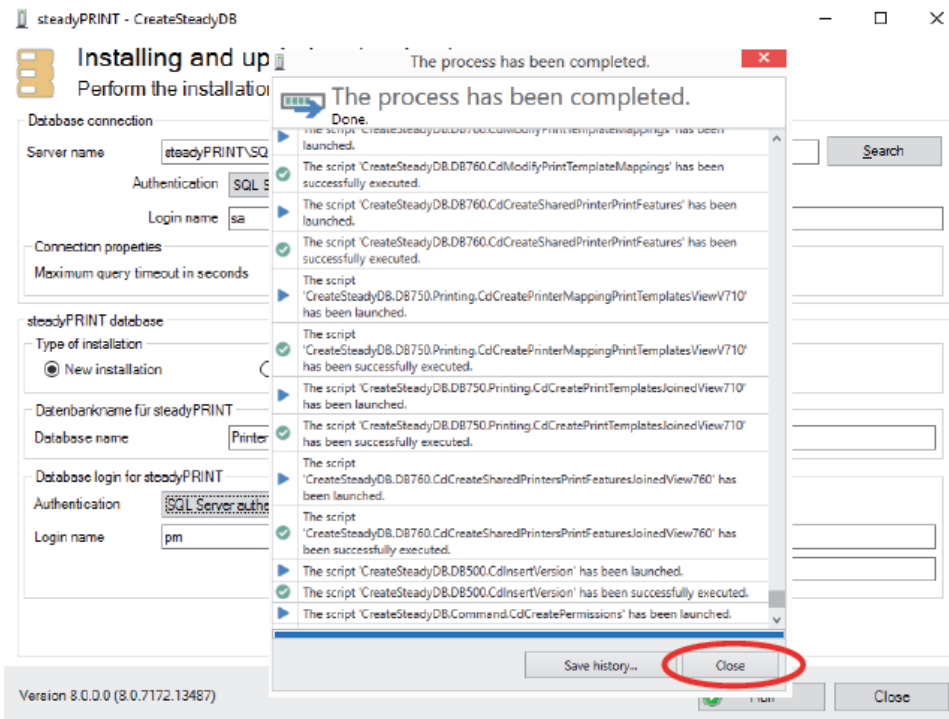 steadyPRINT - CreateSteadyDB
Installing and up
Perform the installation
Database connection
Server name
steadyPRINT\SQ
Search
Authentication
SQL S
Login name
sa
Connection properties
Maximum query timeout in seconds
steadyPRINT database
Type of installation
New installation
Datenbankname für steadyPRINT
Database name
Printer
Database login for steadyPRINT
Authentication
SQL Server authe
Login name
pm
Version 8.0.0.0 (8.0.7172.13487)
Run
Close
The process has been completed.
The process has been completed.
Done.
The script 'CreateSteadyDB.DB760.CdModifyPrintTemplateMappings' has been
launched.
The script 'CreateSteadyDB.DB760.CdModifyPrintTemplateMappings' has been
successfully executed.
The script 'CreateSteadyDB.DB760.CdCreateSharedPrinterPrintFeatures' has been
launched.
The script 'CreateSteadyDB.DB760.CdCreateSharedPrinterPrintFeatures' has been
successfully executed.
The script
'CreateSteadyDB.DB750.Printing.CdCreatePrinterMappingPrintTemplatesViewV710'
has been launched.
The script
'CreateSteadyDB.DB750.Printing.CdCreatePrinterMappingPrintTemplatesViewV710'
has been successfully executed.
The script 'CreateSteadyDB.DB750.Printing.CdCreatePrintTemplatesJoinedView710'
has been launched.
The script 'CreateSteadyDB.DB750.Printing.CdCreatePrintTemplatesJoinedView710'
has been successfully executed.
The script
'CreateSteadyDB.DB760.CdCreateSharedPrintersPrintFeaturesJoinedView760' has
been launched.
The script
'CreateSteadyDB.DB760.CdCreateSharedPrintersPrintFeaturesJoinedView760' has
been successfully executed.
The script 'CreateSteadyDB.DB500.CdInsertVersion' has been launched.
The script 'CreateSteadyDB.DB500.CdInsertVersion' has been successfully executed.
The script 'CreateSteadyDB.Command.CdCreatePermissions' has been launched.
Save history...
Close